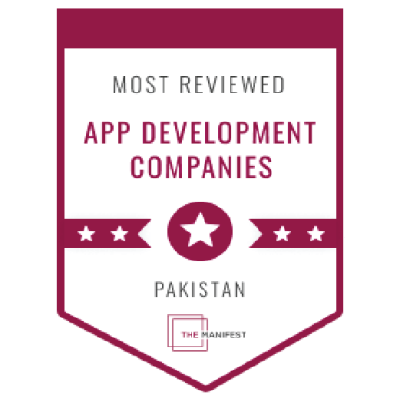 MOST REVIEWED
APP DEVELOPMENT
COMPANIES
PAKISTAN
THE MANIFEST